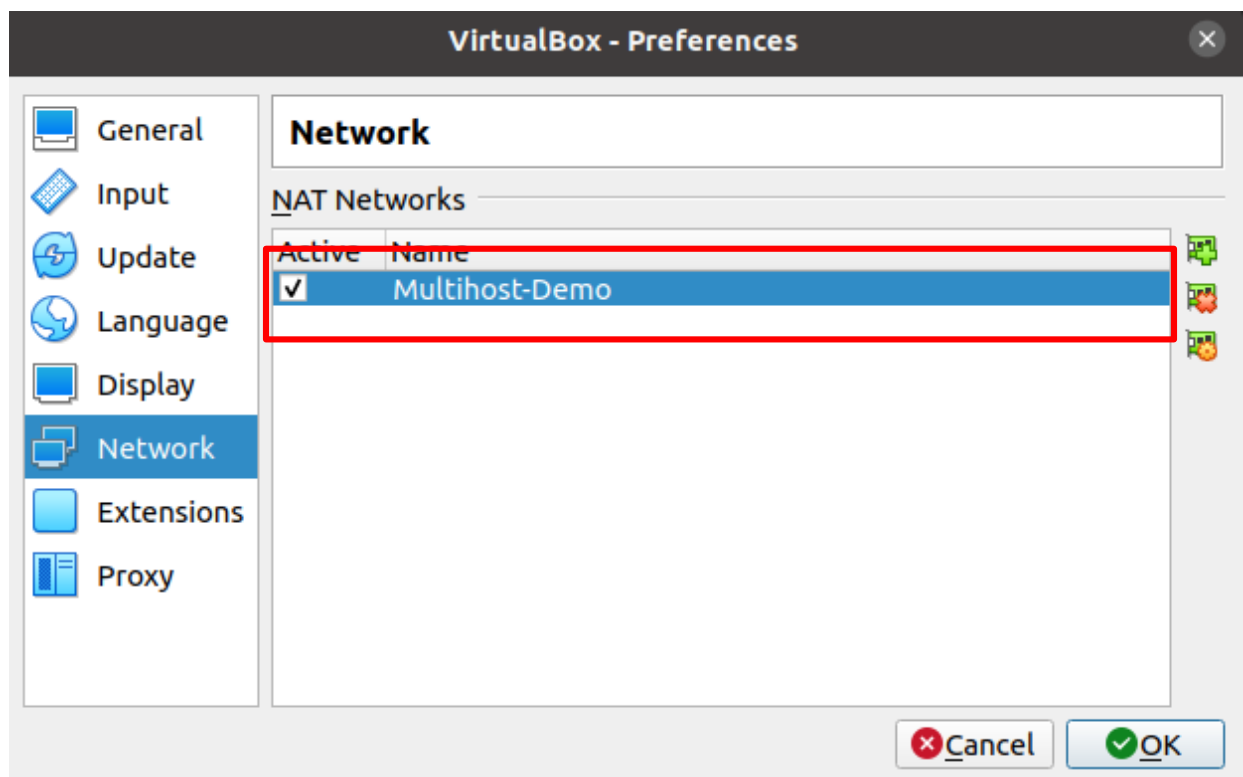 VirtualBox - Preferences
General
Input
Update
Language
Display
Network
Extensions
Proxy
Network
NAT Networks
Active Name
Multihost-Demo
Cancel OK